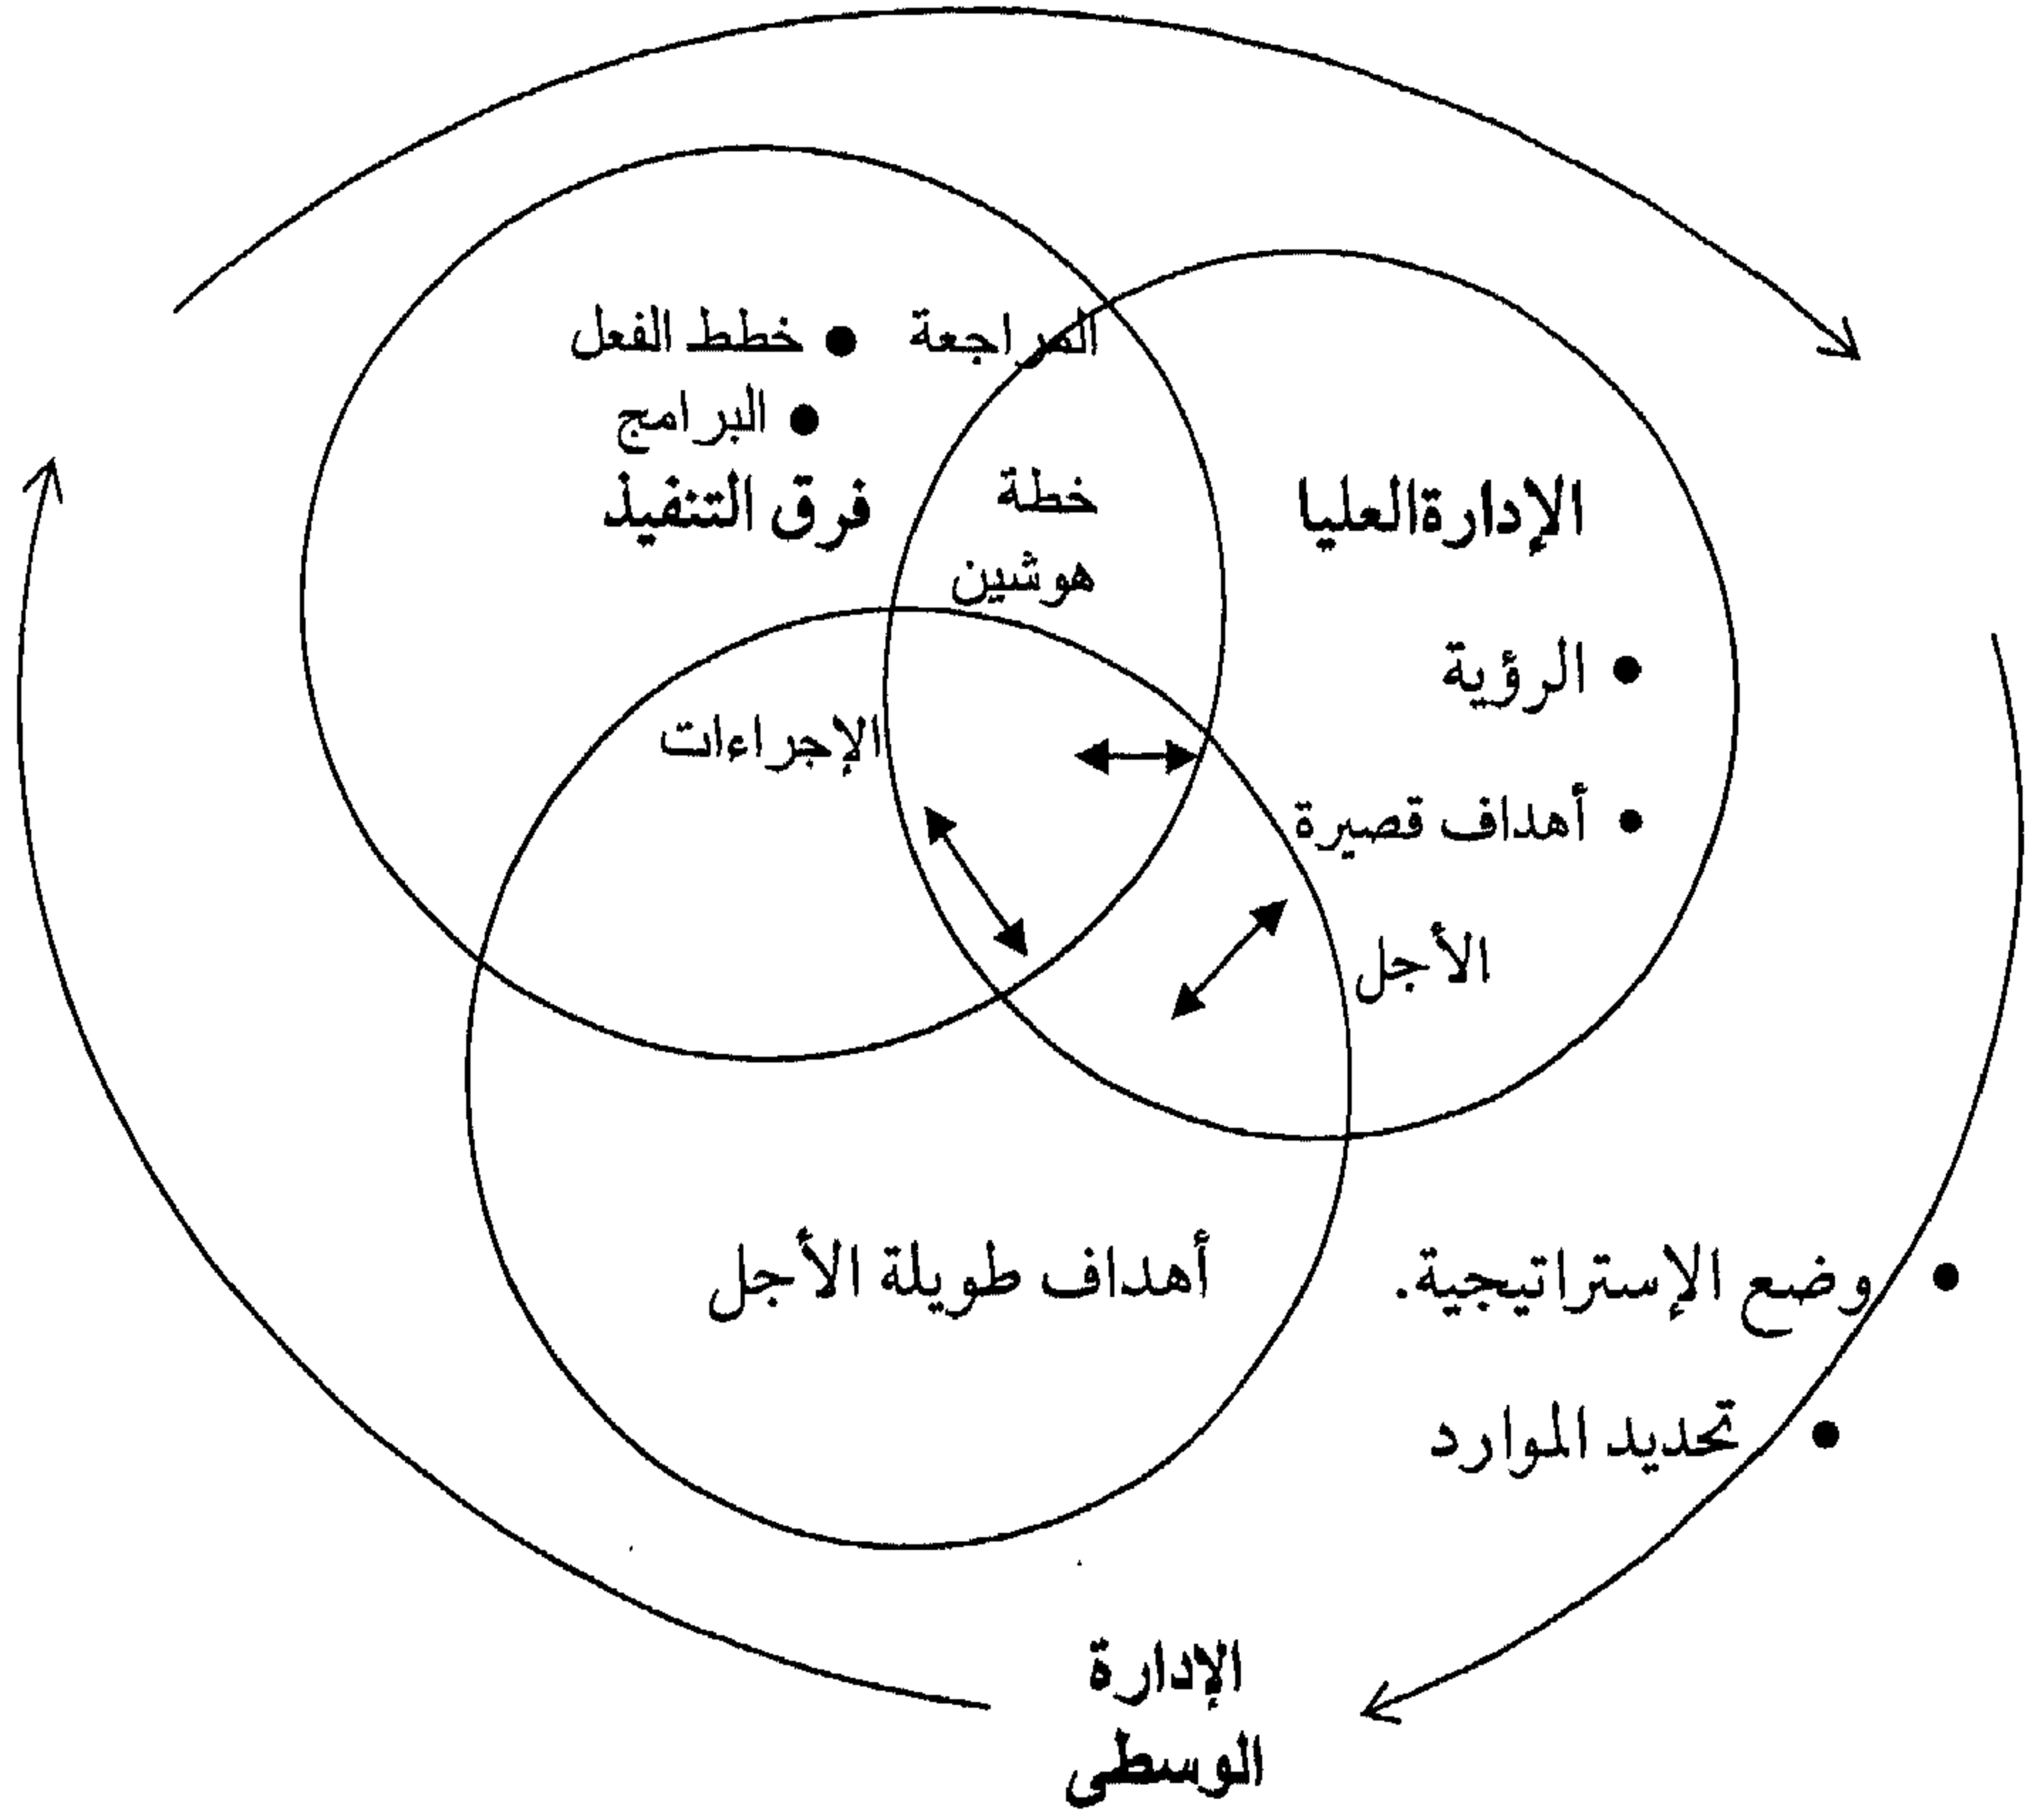 المراجعة
● خطط الفعل
● البرامج
فرق التنفيذ
خطة
هوشين
الإدارة العليا
● الرؤية
● أهداف قصيرة
الأجل
الإجراءات
أهداف طويلة الأجل
● وضع الإستراتيجية.
● تحديد الموارد
الإدارة
الوسطى